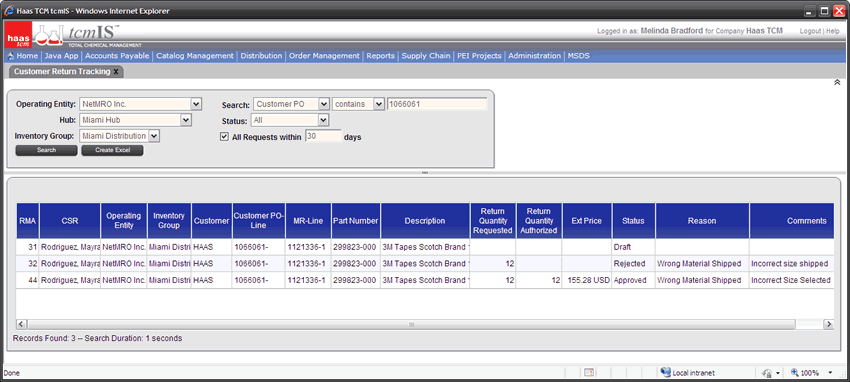 Haas TCM tcmIS - Windows Internet Explorer
haas tcm
tcmIS™
TOTAL CHEMICAL MANAGEMENT
Logged in as: Melinda Bradford for Company Haas TCM Logout | Help
Home | Java App | Accounts Payable | Catalog Management | Distribution | Order Management | Reports | Supply Chain | PEI Projects | Administration | MSDS
Customer Return Tracking X
Operating Entity: NetMRO Inc. Search: Customer PO contains 1066061
Hub: Miami Hub Status: All
Inventory Group: Miami Distribution All Requests within 30 days
Search Create Excel
RMA CSR Operating Entity Inventory Group Customer Customer PO-Line MR-Line Part Number Description Return Quantity Requested Return Quantity Authorized Ext Price Status Reason Comments
31 Rodriguez, Mayra NetMRO Inc. Miami Distri HAAS 1066061- 1121336-1 299823-000 3M Tapes Scotch Brand Draft
32 Rodriguez, Mayra NetMRO Inc. Miami Distri HAAS 1066061- 1121336-1 299823-000 3M Tapes Scotch Brand 12 Rejected Wrong Material Shipped Incorrect size shipped
44 Rodriguez, Mayra NetMRO Inc. Miami Distri HAAS 1066061- 1121336-1 299823-000 3M Tapes Scotch Brand 12 12 155.28 USD Approved Wrong Material Shipped Incorrect Size Selected
Records Found: 3 -- Search Duration: 1 seconds
Done Local intranet 100%